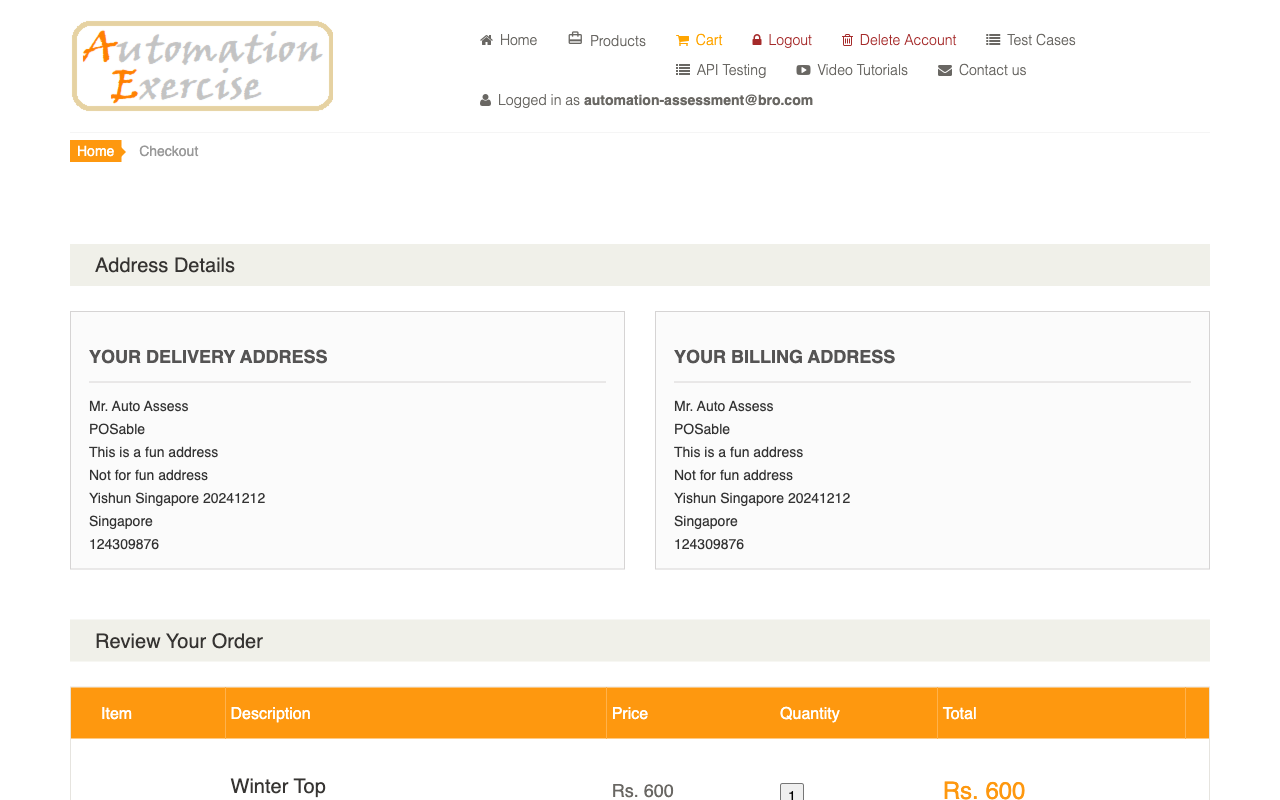 Automation
Exercise
Home Products Cart Logout Delete Account Test Cases
API Testing Video Tutorials Contact us
Logged in as automation-assessment@bro.com
Home Checkout
Address Details
YOUR DELIVERY ADDRESS
Mr. Auto Assess
POSable
This is a fun address
Not for fun address
Yishun Singapore 20241212
Singapore
124309876
YOUR BILLING ADDRESS
Mr. Auto Assess
POSable
This is a fun address
Not for fun address
Yishun Singapore 20241212
Singapore
124309876
Review Your Order
Item Description Price Quantity Total
Winter Top Rs. 600 1 Rs. 600